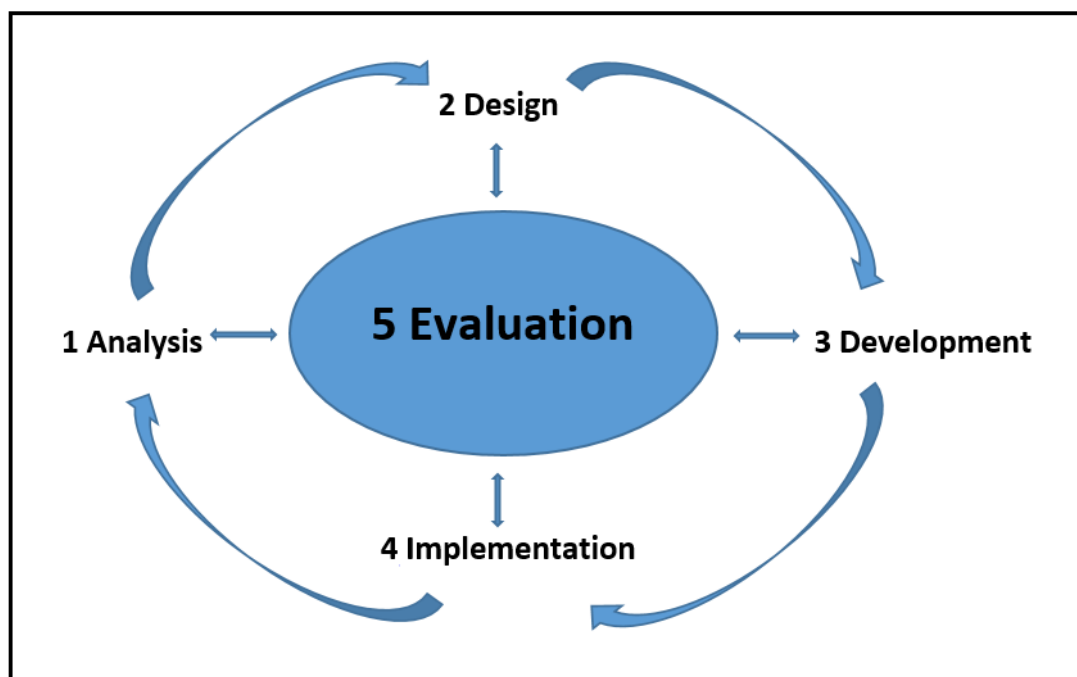 2 Design
5 Evaluation
1 Analysis
3 Development
4 Implementation